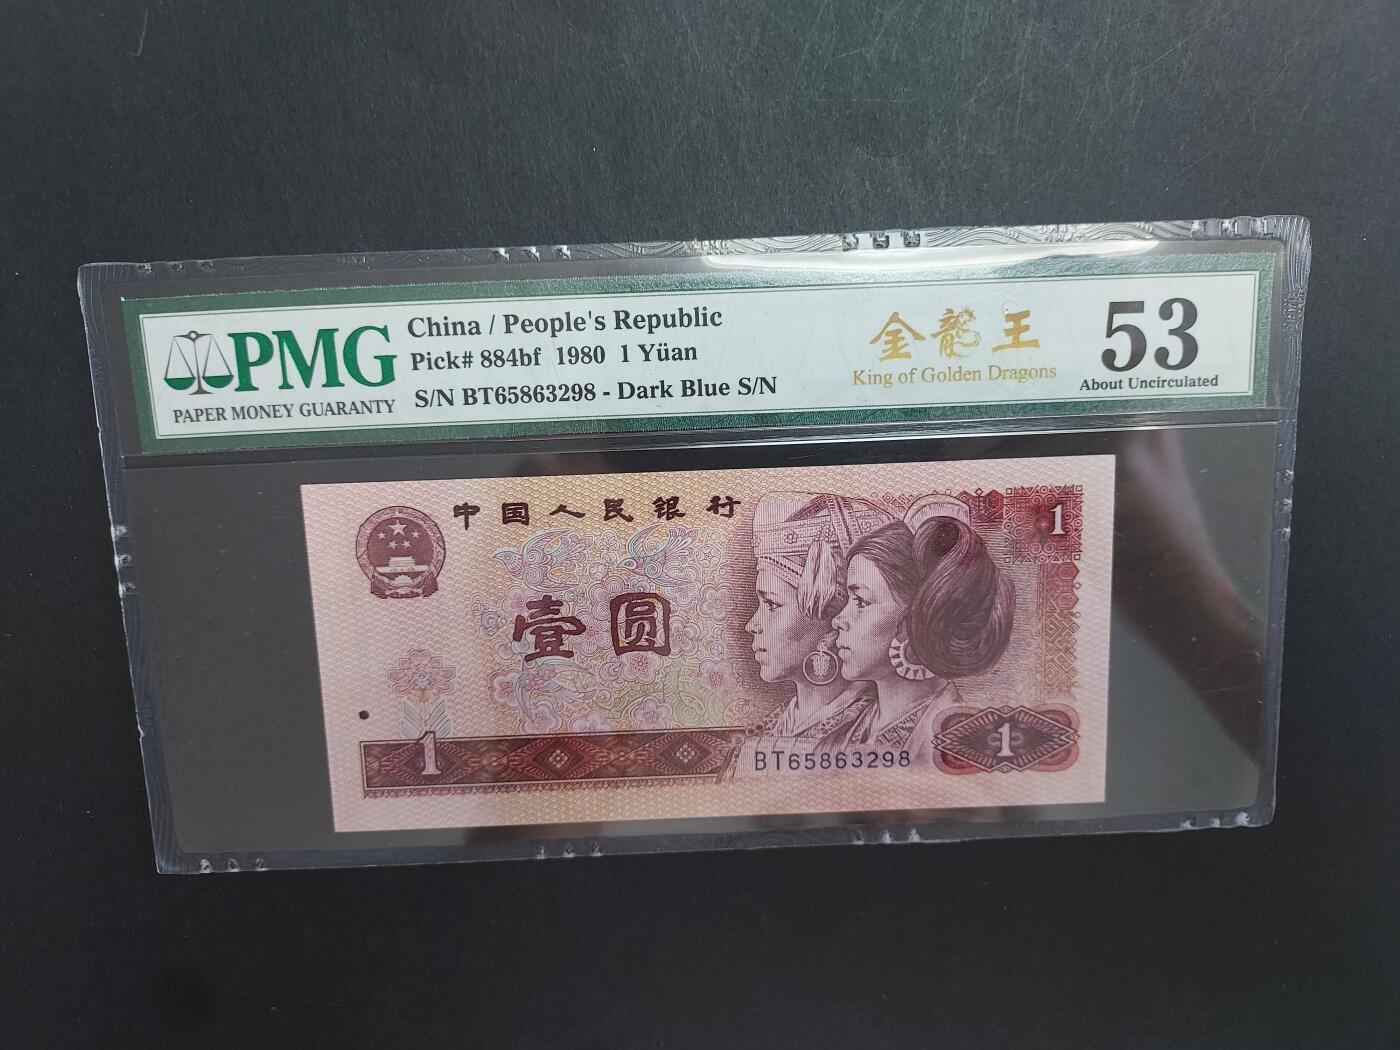 PMG
PAPER MONEY GUARANTY
China / People's Republic
Pick# 884bf 1980 1 Yüan
S/N BT65863298 - Dark Blue S/N
金龍王
King of Golden Dragons
53
About Uncirculated
中国人民银行
1
壹圆
1
BT65863298
1